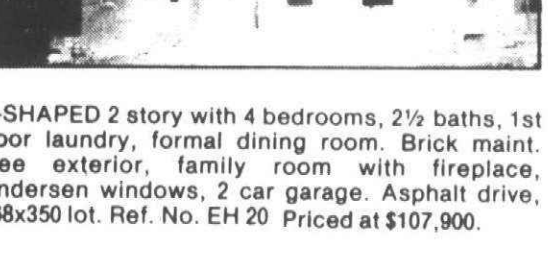 -SHAPED 2 story with 4 bedrooms, 2½ baths, 1st
oor laundry, formal dining room. Brick maint.
ee exterior, family room with fireplace,
ndersen windows, 2 car garage. Asphalt drive,
8x350 lot. Ref. No. EH 20 Priced at $107,900.